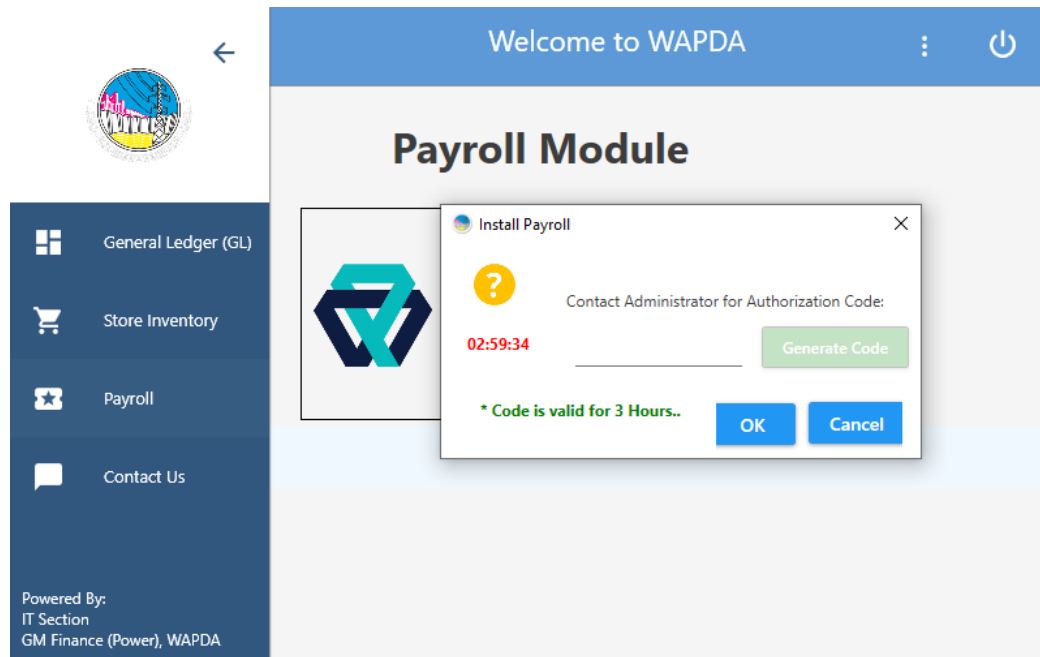 Welcome to WAPDA
General Ledger (GL)
Store Inventory
Payroll
Contact Us
Powered By:
IT Section
GM Finance (Power), WAPDA
Payroll Module
Install Payroll
Contact Administrator for Authorization Code:
02:59:34
Generate Code
* Code is valid for 3 Hours..
OK
Cancel